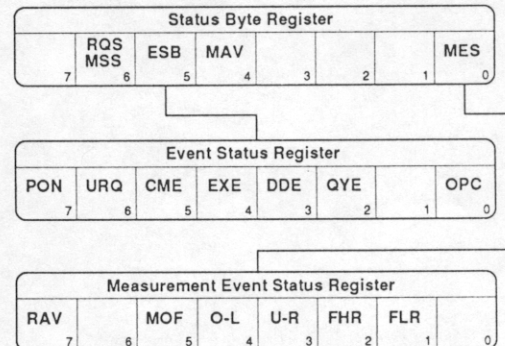 Status Byte Register
RQS MSS ESB MAV MES
7 6 5 4 3 2 1 0
Event Status Register
PON URQ CME EXE DDE QYE OPC
7 6 5 4 3 2 1 0
Measurement Event Status Register
RAV MOF O-L U-R FHR FLR
7 6 5 4 3 2 1 0